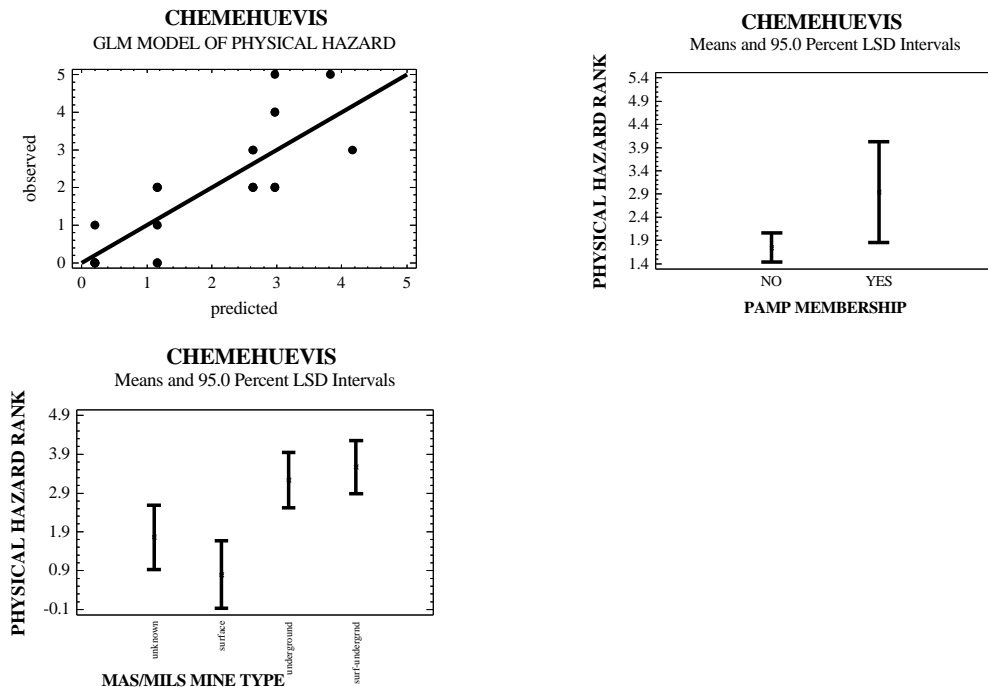 CHEMEHUEVIS
GLM MODEL OF PHYSICAL HAZARD
5
4
3
2
1
0
observed
0 1 2 3 4 5
predicted
CHEMEHUEVIS
Means and 95.0 Percent LSD Intervals
PHYSICAL HAZARD RANK
5.4
4.9
4.4
3.9
3.4
2.9
2.4
1.9
1.4
NO YES
PAMP MEMBERSHIP
CHEMEHUEVIS
Means and 95.0 Percent LSD Intervals
PHYSICAL HAZARD RANK
4.9
3.9
2.9
1.9
0.9
-0.1
unknown
surface
underground
surf-undergrnd
MAS/MILS MINE TYPE